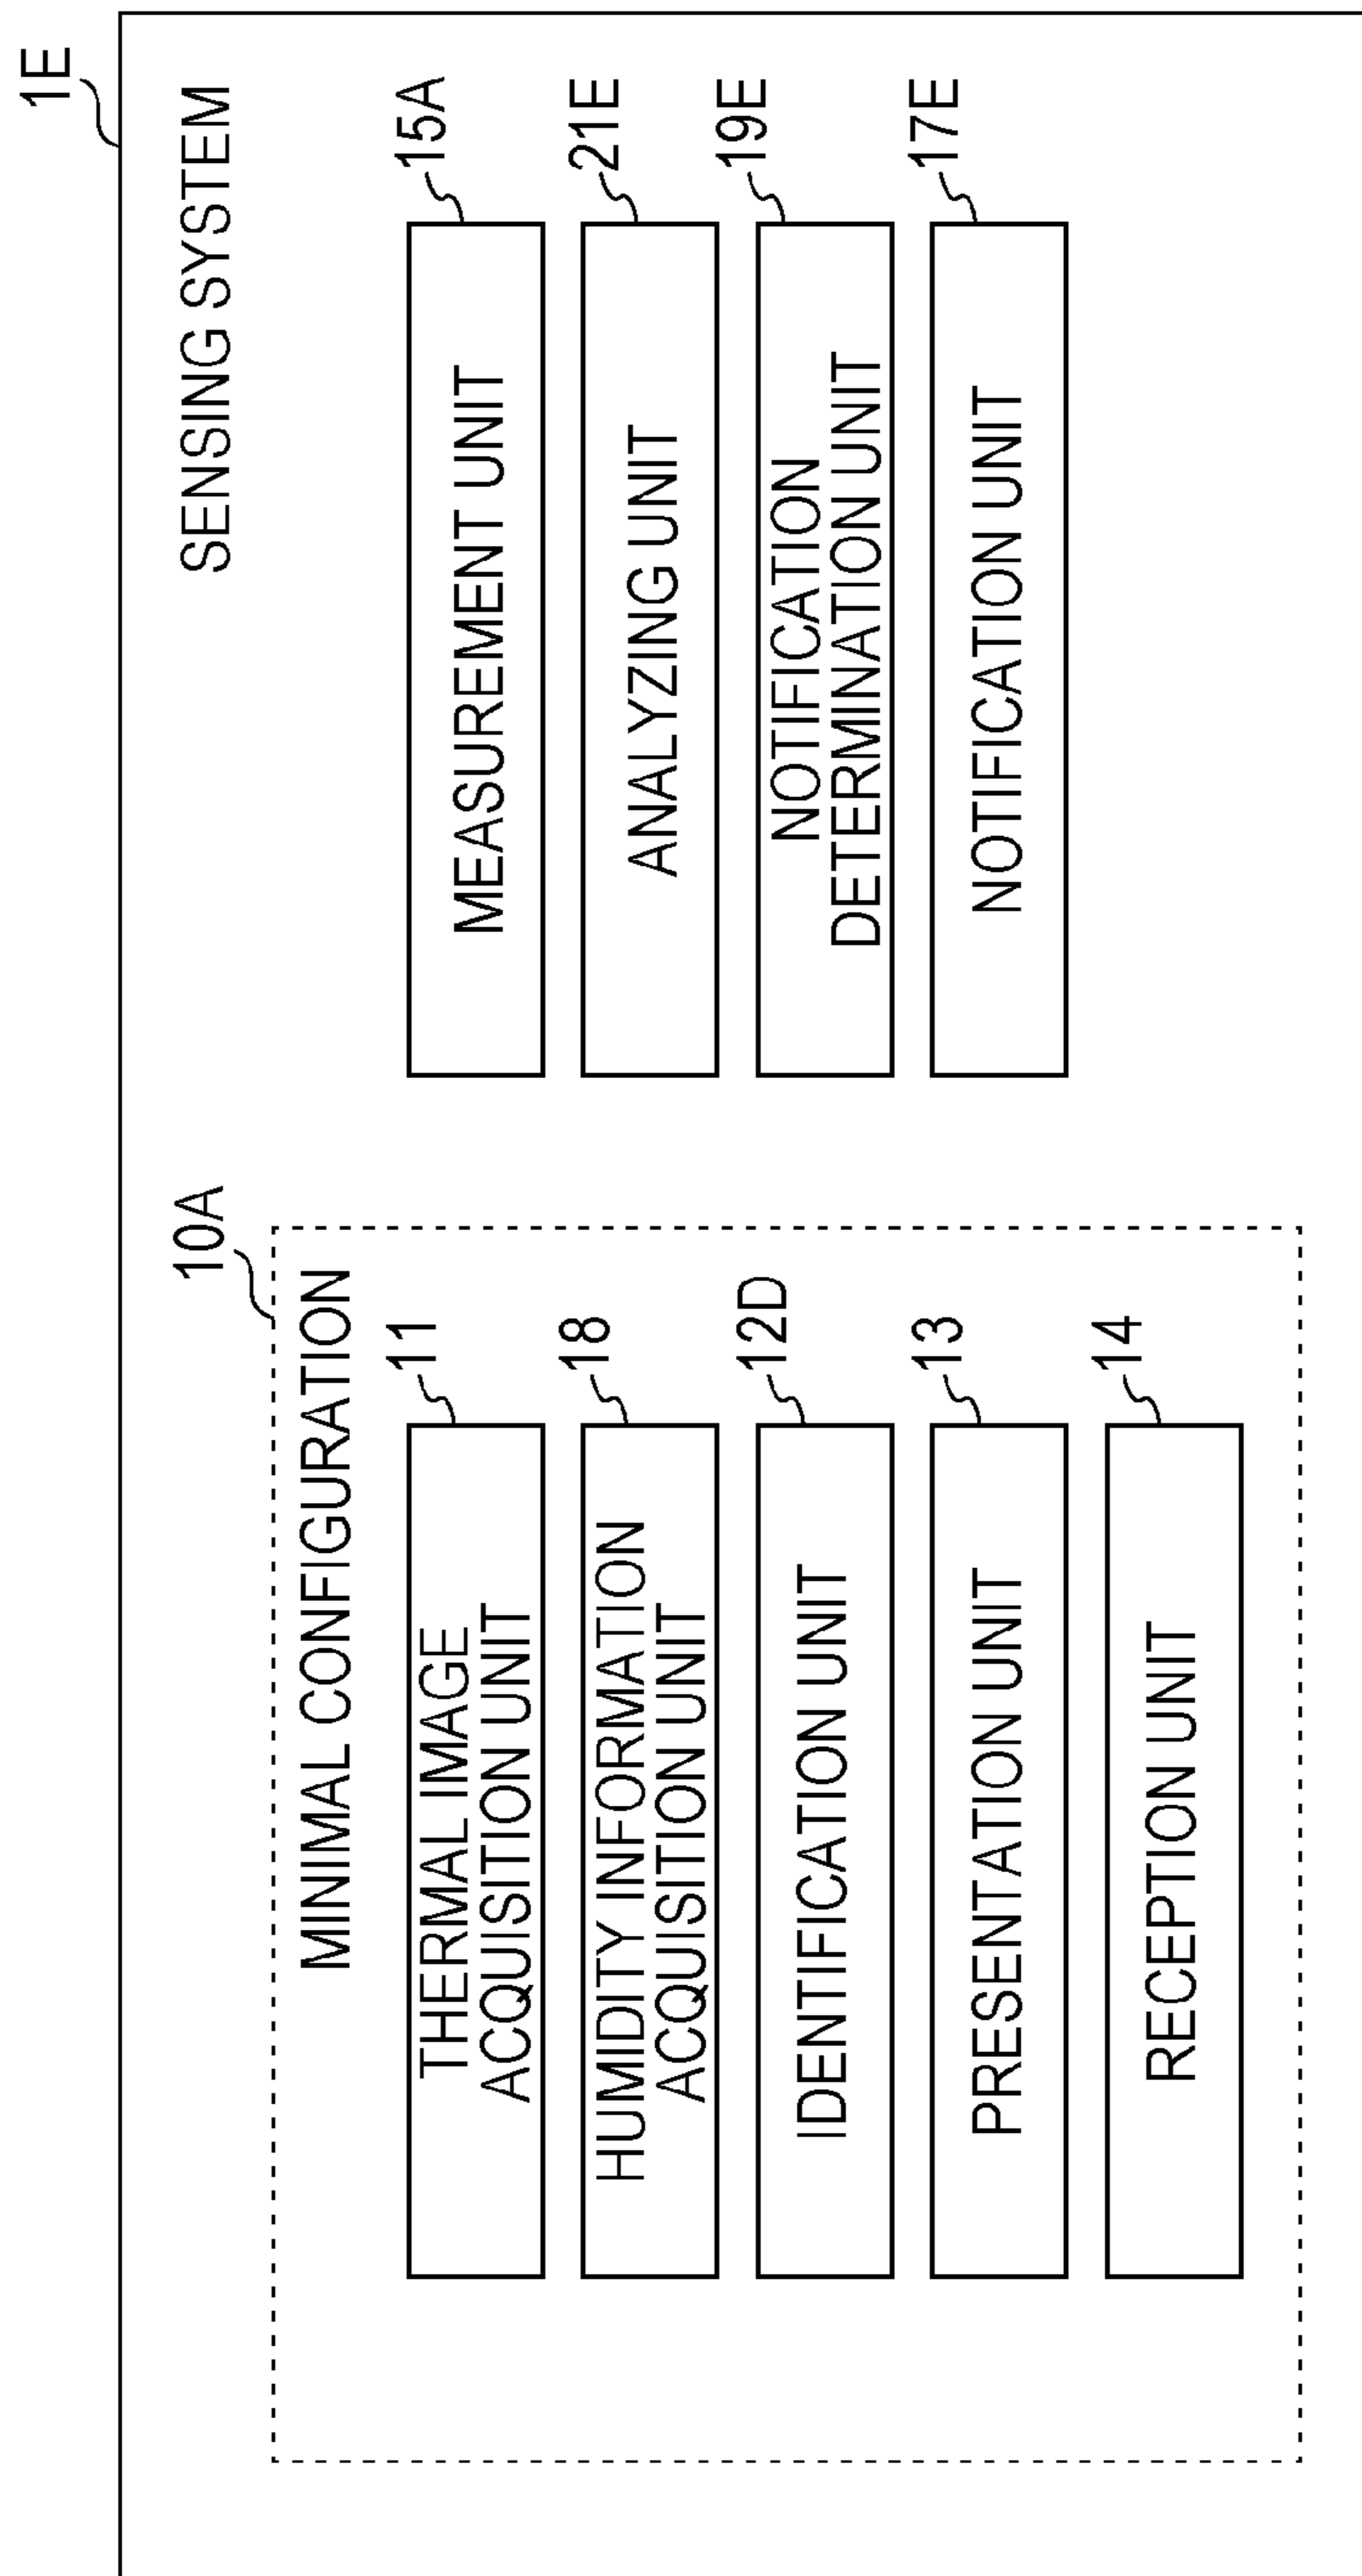 1E
SENSING SYSTEM
10A
MINIMAL CONFIGURATION
11
THERMAL IMAGE
ACQUISITION UNIT
18
HUMIDITY INFORMATION
ACQUISITION UNIT
12D
IDENTIFICATION UNIT
13
PRESENTATION UNIT
14
RECEPTION UNIT
15A
MEASUREMENT UNIT
21E
ANALYZING UNIT
19E
NOTIFICATION
DETERMINATION UNIT
17E
NOTIFICATION UNIT